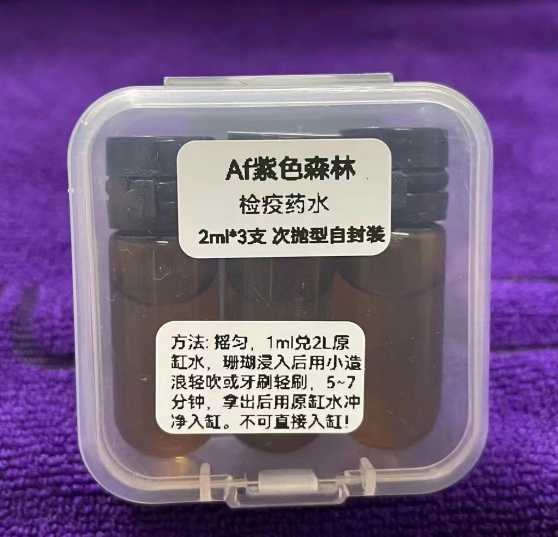 Af紫色森林
检疫药水
2ml*3支 次抛型自封装
方法: 摇匀，1ml兑2L原
缸水，珊瑚浸入后用小造
浪轻吹或牙刷轻刷，5~7
分钟，拿出后用原缸水冲
净入缸。不可直接入缸!